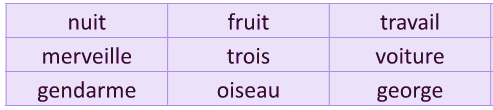 nuit fruit travail
merveille trois voiture
gendarme oiseau george